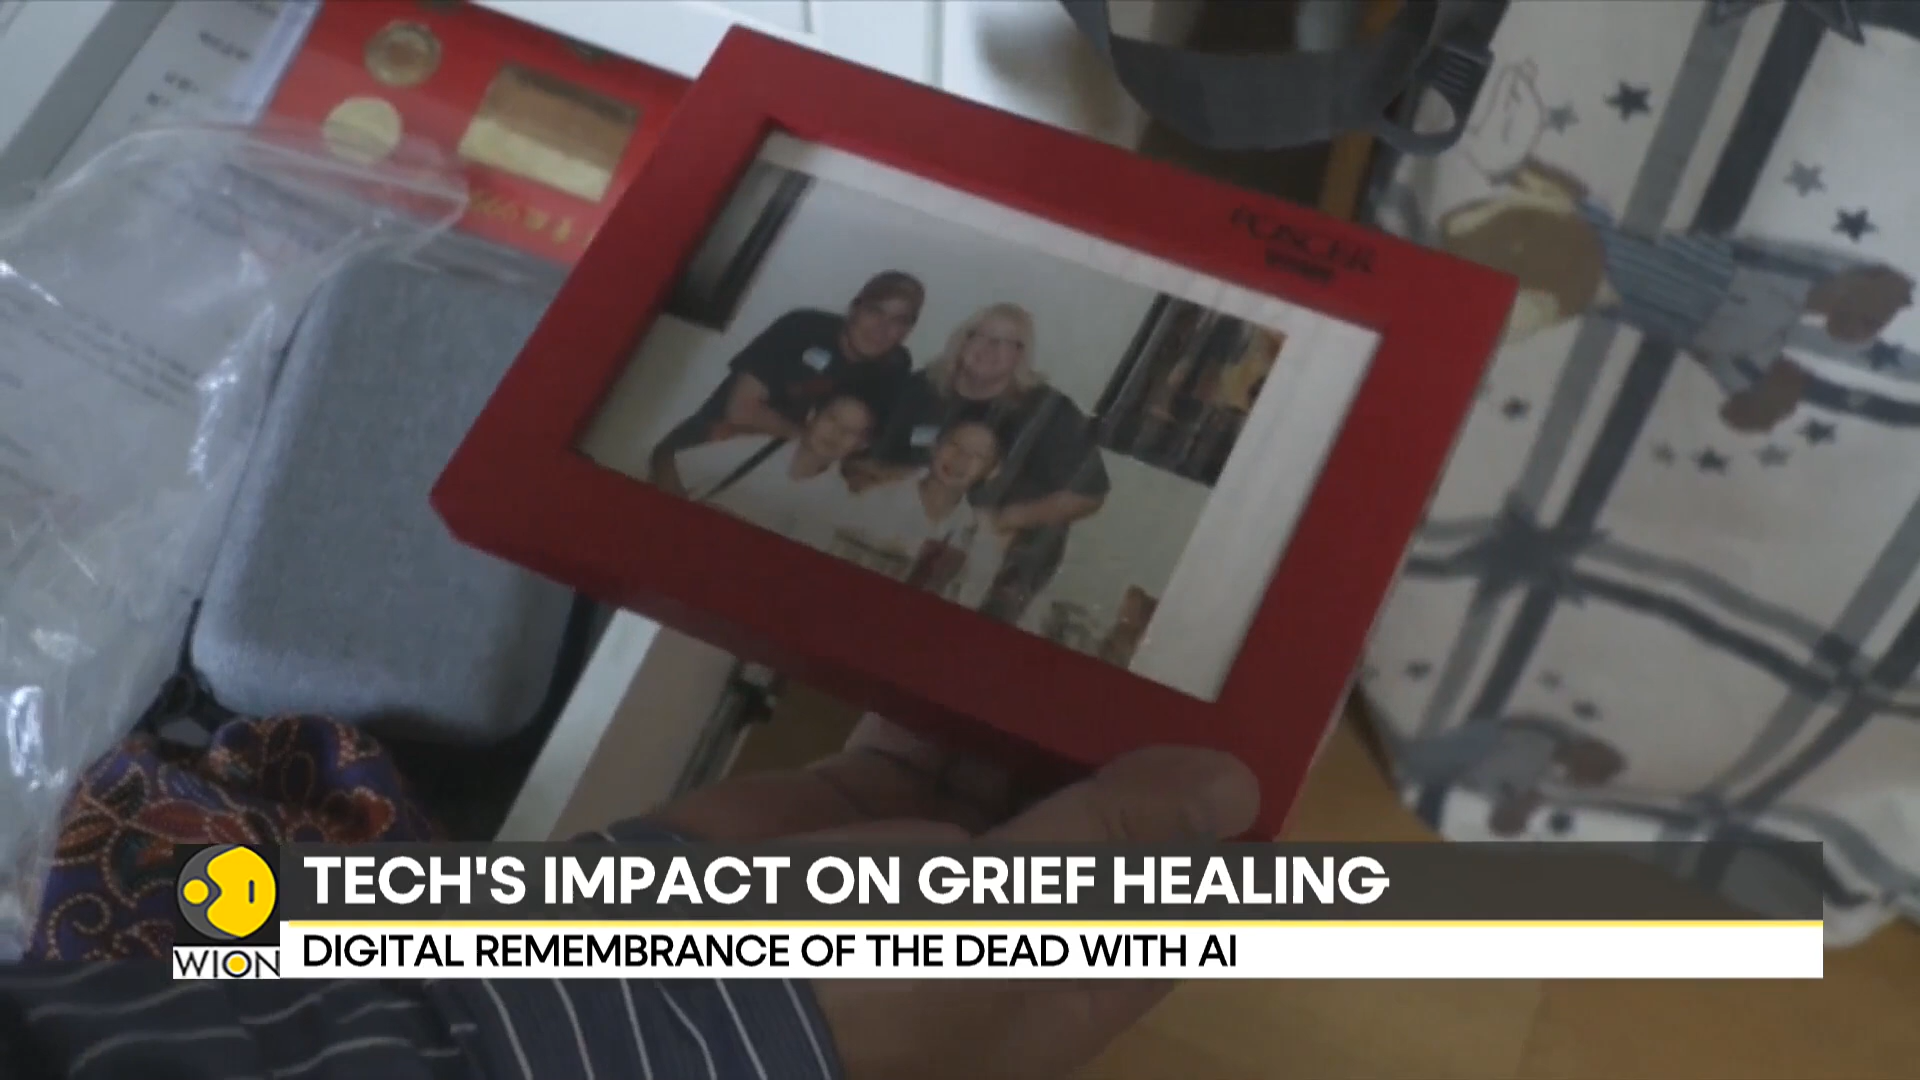 TECH'S IMPACT ON GRIEF HEALING
DIGITAL REMEMBRANCE OF THE DEAD WITH AI
WION